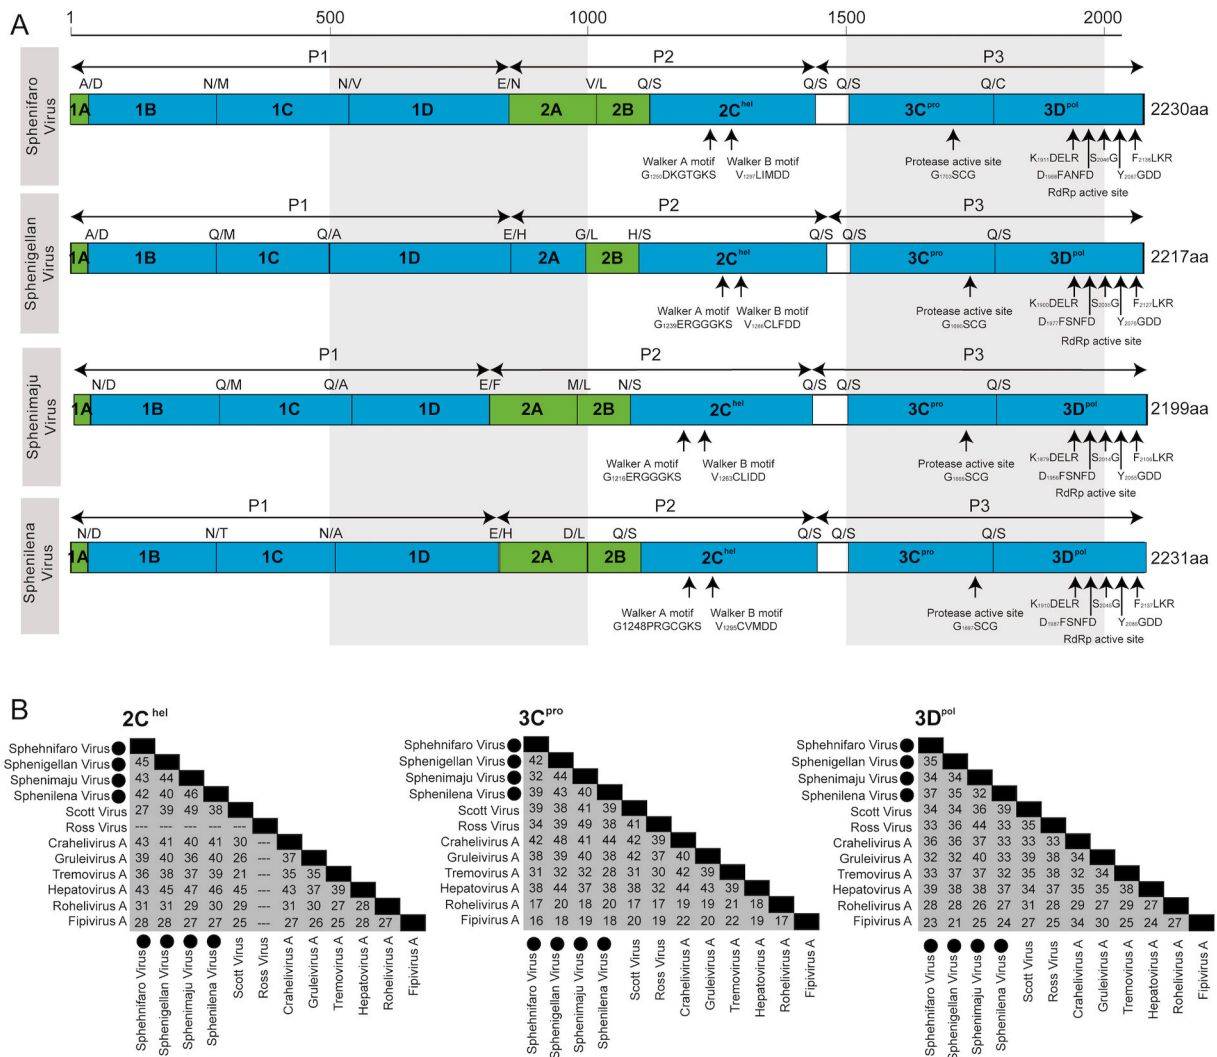 A
1 500 1000 1500 2000
Sphenifaro
Virus
P1 P2 P3
A/D N/M N/V E/N V/L Q/S Q/S Q/S Q/C
1A 1B 1C 1D 2A 2B 2Chel 3Cpro 3Dpol 2230aa
Walker A motif Walker B motif Protease active site K1911DELR S2046G F2138LKR
G1250DKGTGKS V1297LIMDD G1703SCG D1988FANFD Y2087GDD
RdRp active site
Sphenigellan
Virus
P1 P2 P3
A/D Q/M Q/A E/H G/L H/S Q/S Q/S Q/S
1A 1B 1C 1D 2A 2B 2Chel 3Cpro 3Dpol 2217aa
Walker A motif Walker B motif Protease active site K1900DELR S2035G F2127LKR
G1239ERGGGKS V1286CLFDD G1690SCG D1977FSNFD Y2076GDD
RdRp active site
Sphenimaju
Virus
P1 P2 P3
N/D Q/M Q/A E/F M/L N/S Q/S Q/S Q/S
1A 1B 1C 1D 2A 2B 2Chel 3Cpro 3Dpol 2199aa
Walker A motif Walker B motif Protease active site K1879DELR S2014G F2106LKR
G1216ERGGGKS V1263CLIDD G1669SCG D1956FSNFD Y2055GDD
RdRp active site
Sphenilena
Virus
P1 P2 P3
N/D N/T N/A E/H D/L Q/S Q/S Q/S Q/S
1A 1B 1C 1D 2A 2B 2Chel 3Cpro 3Dpol 2231aa
Walker A motif Walker B motif Protease active site K1910DELR S2045G F2137LKR
G1248PRGCGKS V1295CVMDD G1697SCG D1987FSNFD Y2086GDD
RdRp active site
B
2Chel
Sphehnifaro Virus
Sphenigellan Virus 45
Sphenimaju Virus 43 44
Sphenilena Virus 42 40 46
Scott Virus 27 39 49 38
Ross Virus --- --- --- --- ---
Crahelivirus A 43 41 40 41 30 ---
Gruleivirus A 39 40 36 40 26 --- 37
Tremovirus A 36 38 37 39 21 --- 35 35
Hepatovirus A 43 45 47 46 45 --- 43 37 39
Rohelivirus A 31 31 29 30 29 --- 31 30 27 28
Fipivirus A 28 28 27 27 25 --- 27 26 25 28 27
Sphehnifaro Virus
Sphenigellan Virus
Sphenimaju Virus
Sphenilena Virus
Scott Virus
Ross Virus
Crahelivirus A
Gruleivirus A
Tremovirus A
Hepatovirus A
Rohelivirus A
Fipivirus A
3Cpro
Sphehnifaro Virus
Sphenigellan Virus 42
Sphenimaju Virus 32 44
Sphenilena Virus 39 43 40
Scott Virus 39 38 41 39
Ross Virus 34 39 49 38 41
Crahelivirus A 42 48 41 44 42 39
Gruleivirus A 38 39 40 38 42 37 40
Tremovirus A 31 32 32 28 31 30 42 39
Hepatovirus A 38 44 37 38 38 32 44 43 39
Rohelivirus A 17 20 18 20 17 17 19 19 21 18
Fipivirus A 16 18 19 18 20 19 22 20 22 19 17
Sphehnifaro Virus
Sphenigellan Virus
Sphenimaju Virus
Sphenilena Virus
Scott Virus
Ross Virus
Crahelivirus A
Gruleivirus A
Tremovirus A
Hepatovirus A
Rohelivirus A
Fipivirus A
3Dpol
Sphehnifaro Virus
Sphenigellan Virus 35
Sphenimaju Virus 34 34
Sphenilena Virus 37 35 32
Scott Virus 34 34 36 39
Ross Virus 33 36 44 33 35
Crahelivirus A 36 36 37 33 33 33
Gruleivirus A 32 32 40 33 39 38 34
Tremovirus A 33 37 37 32 35 34 32 34
Hepatovirus A 39 38 38 37 34 37 35 35 38
Rohelivirus A 28 28 27 28 27 28 29 27 29 27
Fipivirus A 23 21 25 24 27 25 34 30 25 24 27
Sphehnifaro Virus
Sphenigellan Virus
Sphenimaju Virus
Sphenilena Virus
Scott Virus
Ross Virus
Crahelivirus A
Gruleivirus A
Tremovirus A
Hepatovirus A
Rohelivirus A
Fipivirus A